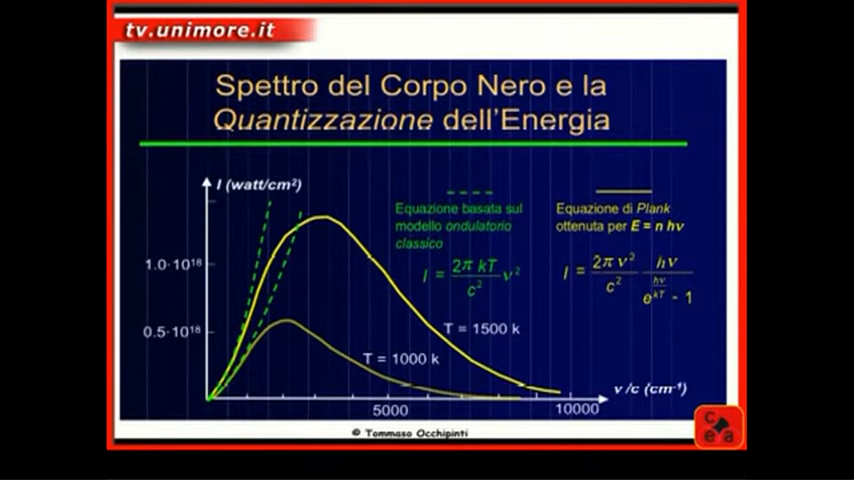 tv.unimore.it
Spettro del Corpo Nero e la
Quantizzazione dell'Energia
I (watt/cm²)
1.0·10¹⁸
0.5·10¹⁸
Equazione basata sul
modello ondulatorio
classico
I = 2π kT / c² ν²
Equazione di Plank
ottenuta per E = n hν
I = 2π ν² / c² hν / e^(hν/kT) - 1
T = 1500 k
T = 1000 k
ν /c (cm⁻¹)
5000
10000
© Tommaso Occhipinti
c
e a